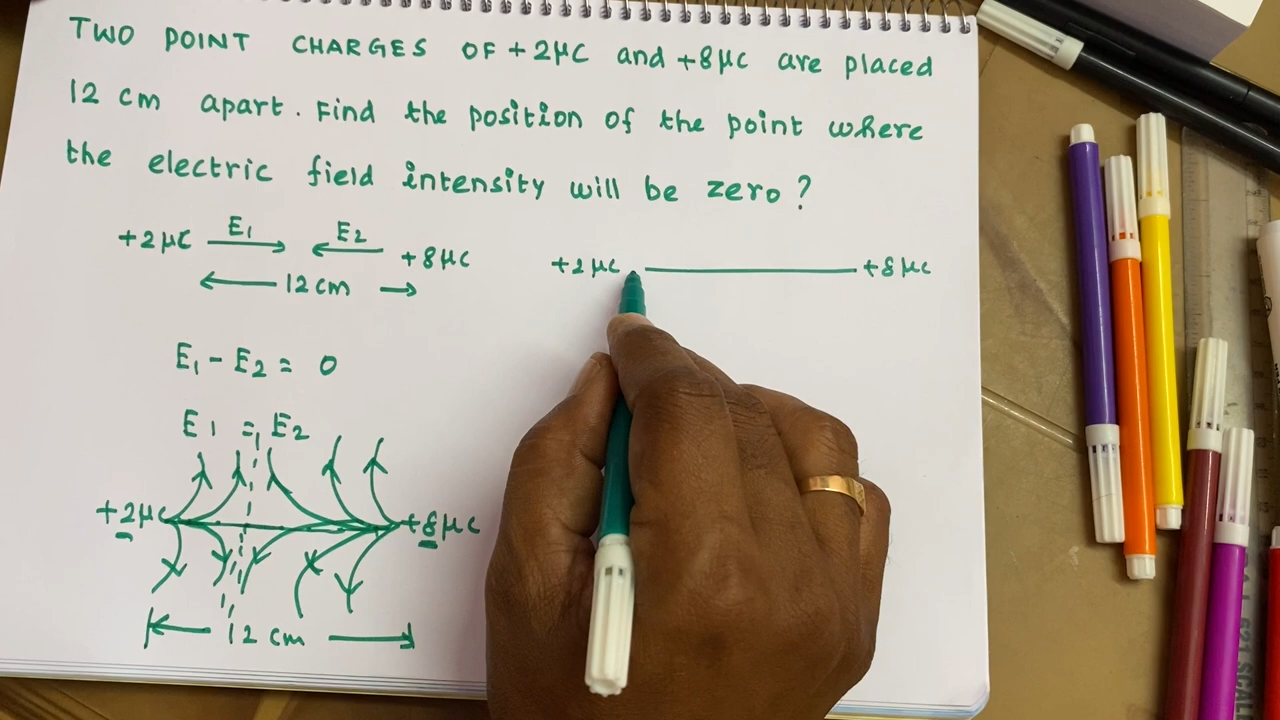 TWO POINT CHARGES OF +2μC and +8μC are placed
12 cm apart. Find the position of the point where
the electric field intensity will be zero?
+2μC E1 E2 +8μC
12 cm
+2μC +8μC
E1 - E2 = 0
E1 = E2
+2μC +8μC
12 cm